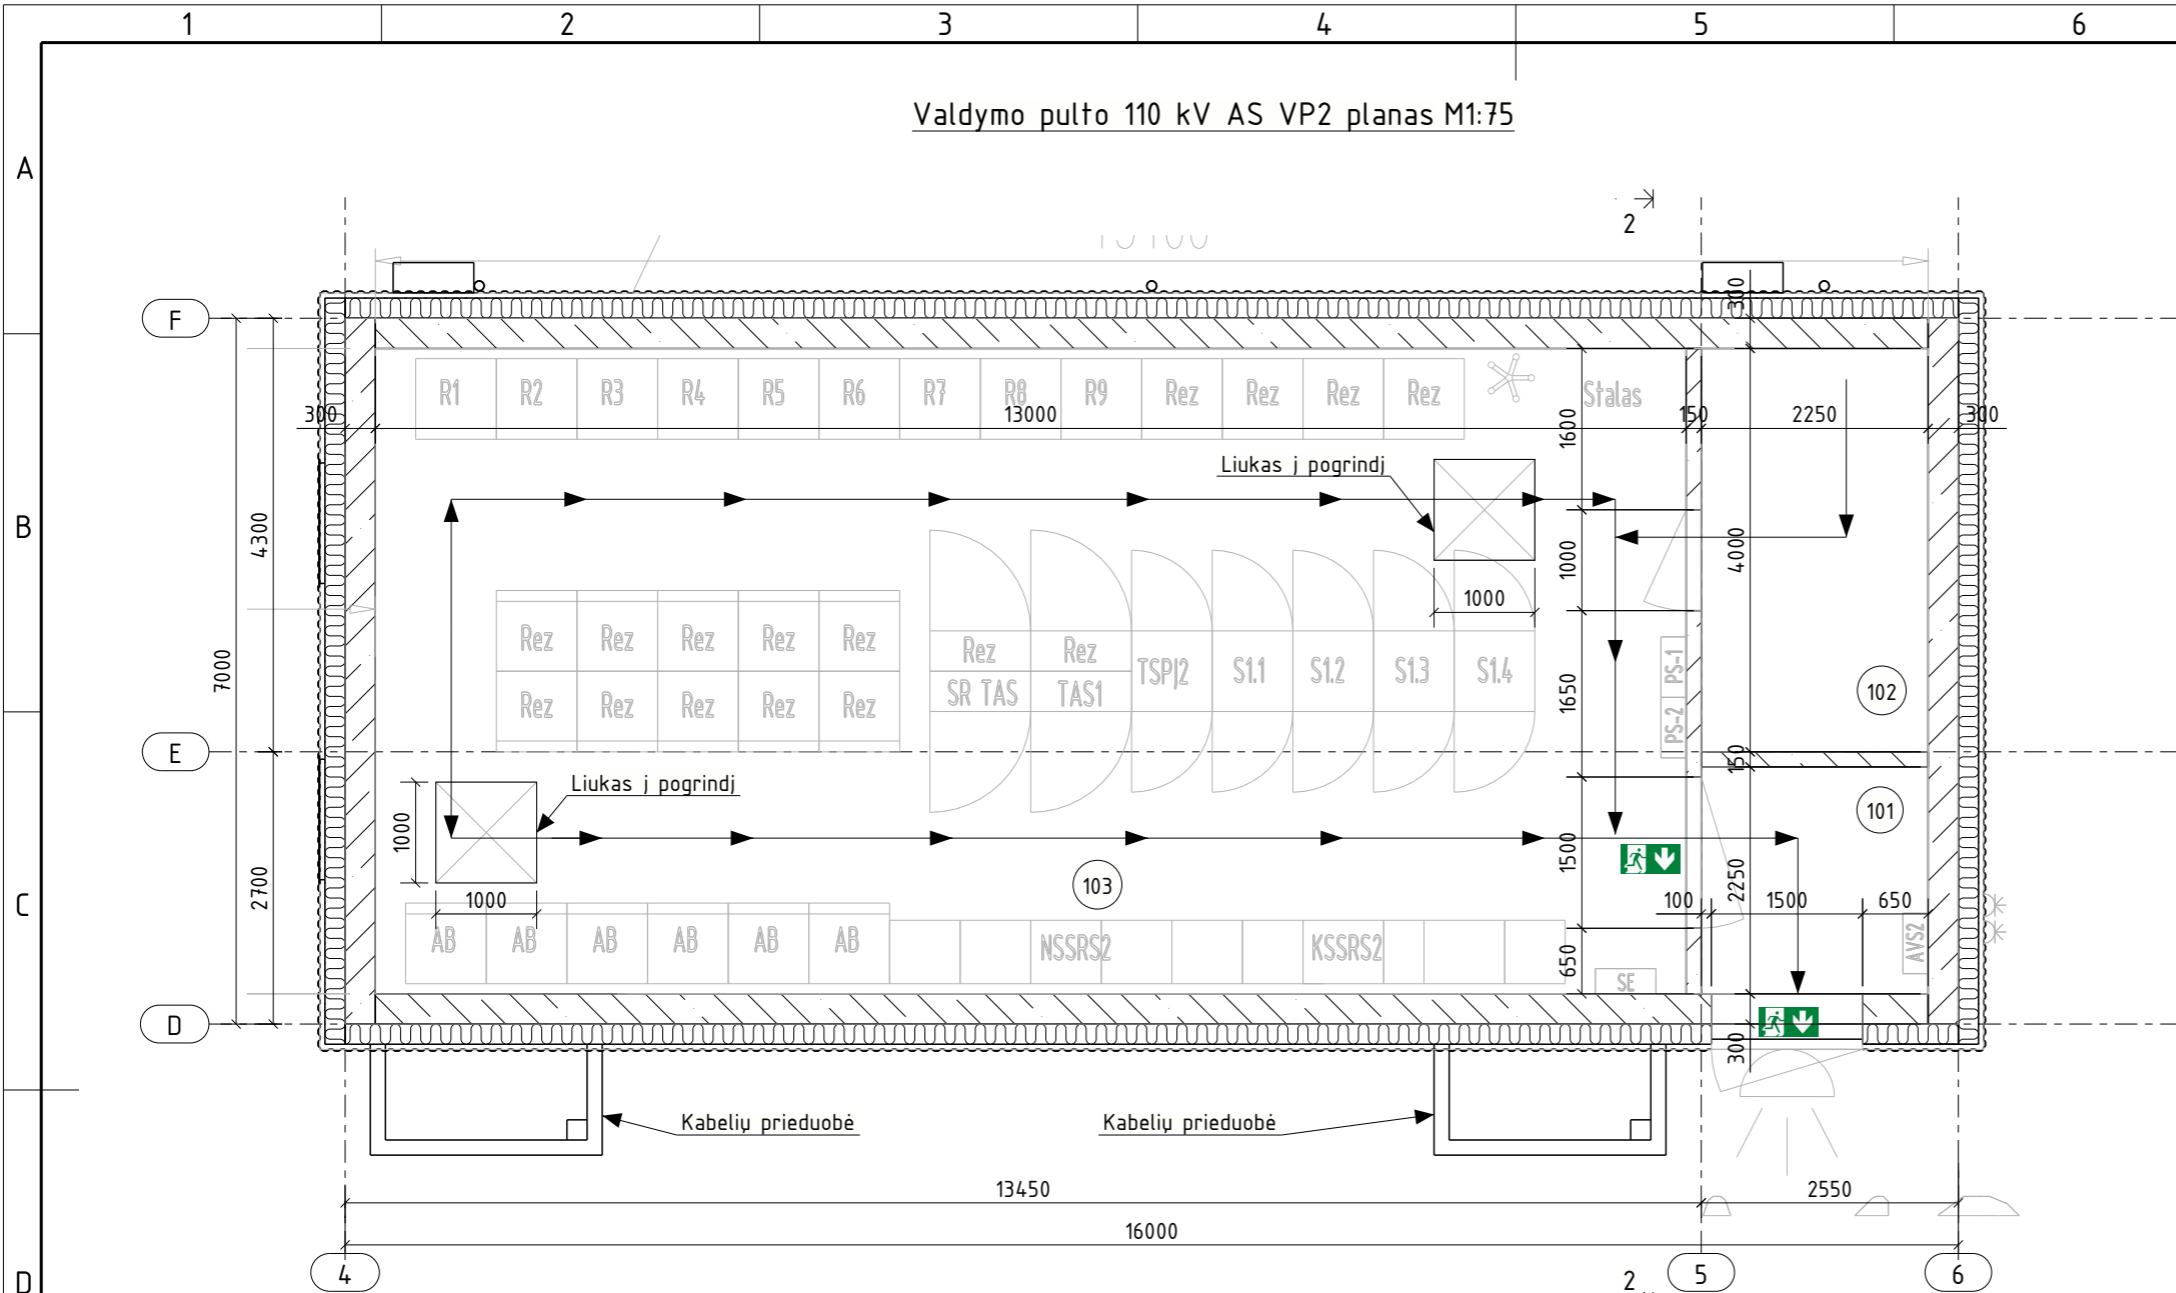 1 2 3 4 5 6
Valdymo pulto 110 kV AS VP2 planas M1:75
A
2
300
F
R1 R2 R3 R4 R5 R6 R7 R8 R9 Rez Rez Rez Rez Stalas
300 13000 1600 150 2250 300
Liukas į pogrindį
B
4300 1000 4000
1000
7000
Rez Rez Rez Rez Rez Rez Rez TSPĮ2 S1.1 S1.2 S1.3 S1.4 PS-1
Rez Rez Rez Rez Rez SR TAS TAS1 1650 PS-2 102
E
150
Liukas į pogrindį
101
1000
1500
C
2700 103 2250
1000 100 1500 650
AB AB AB AB AB AB NSSRS2 KSSRS2 650 AVS2
SE
D
300
Kabelių prieduobė Kabelių prieduobė
13450 2550
16000
4 2 5 6
D